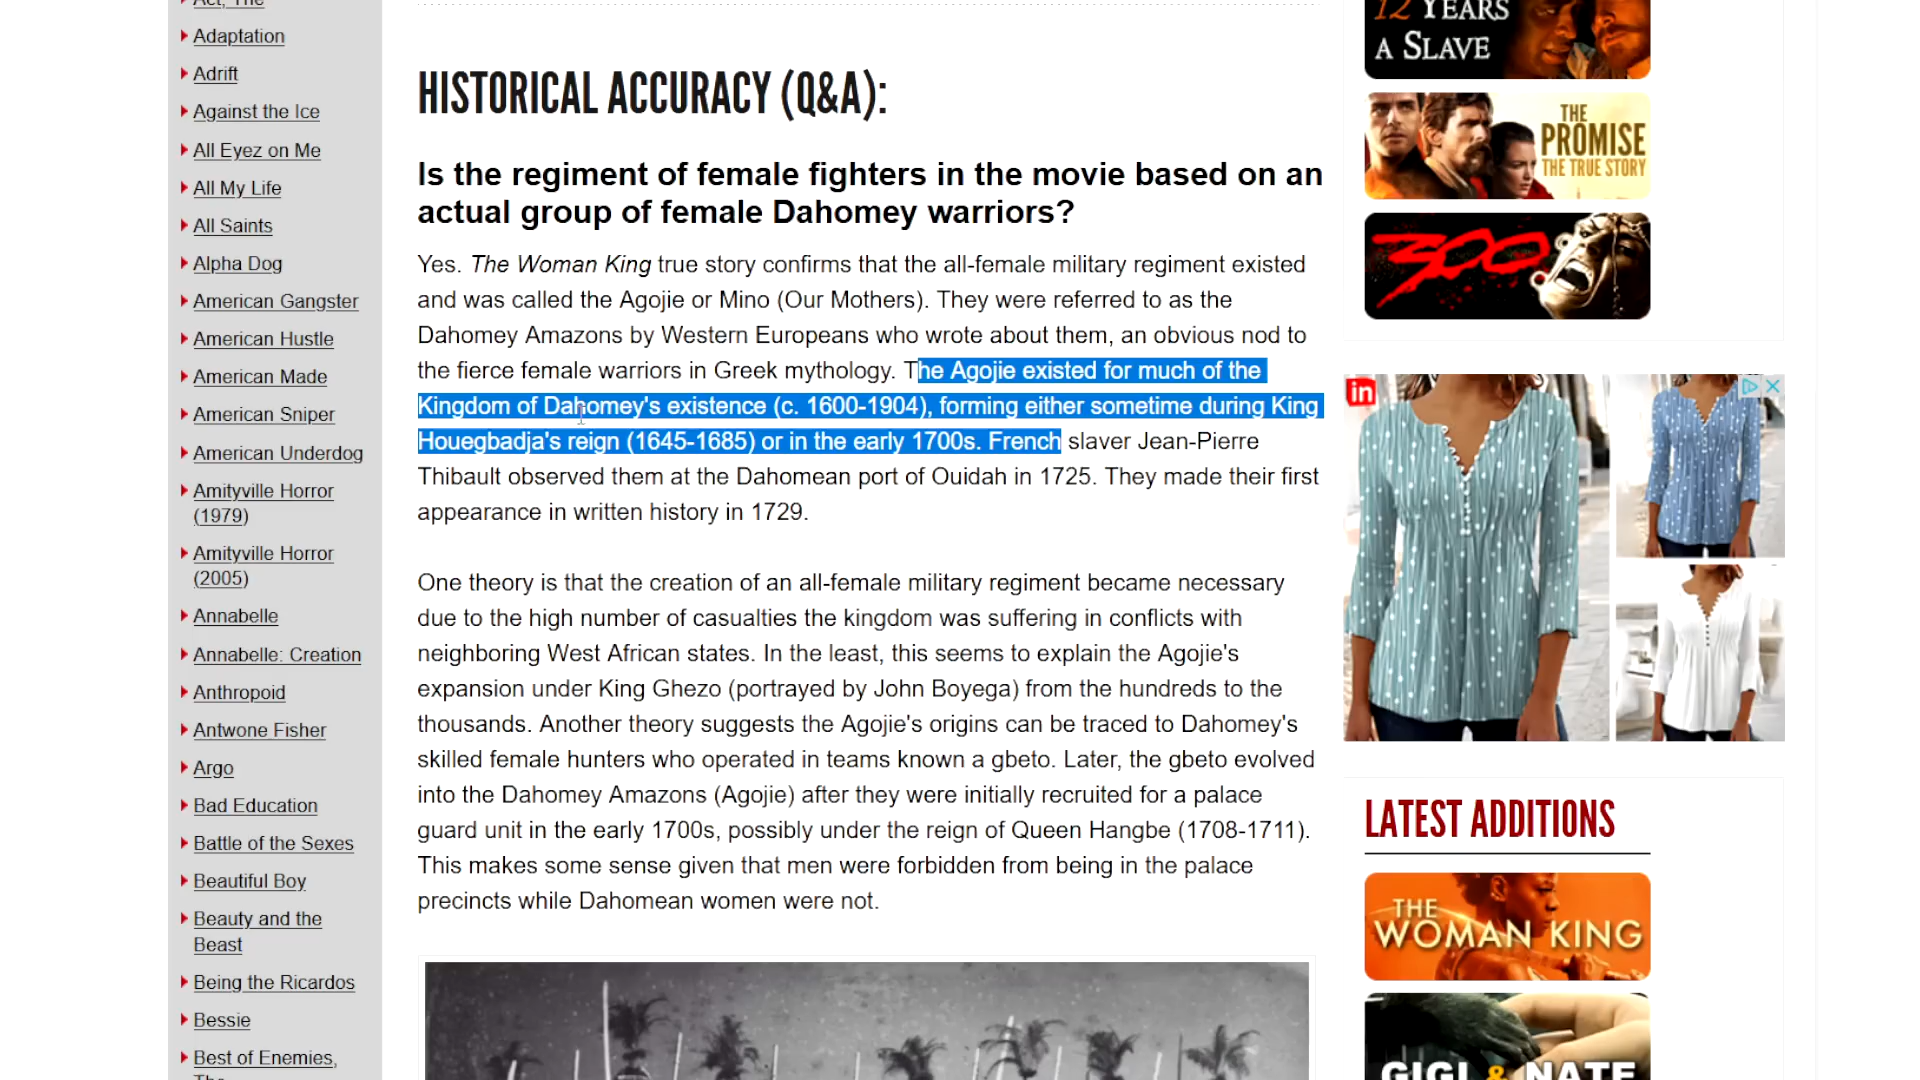 Act, The
Adaptation
Adrift
Against the Ice
All Eyez on Me
All My Life
All Saints
Alpha Dog
American Gangster
American Hustle
American Made
American Sniper
American Underdog
Amityville Horror
(1979)
Amityville Horror
(2005)
Annabelle
Annabelle: Creation
Anthropoid
Antwone Fisher
Argo
Bad Education
Battle of the Sexes
Beautiful Boy
Beauty and the
Beast
Being the Ricardos
Bessie
Best of Enemies,
The
HISTORICAL ACCURACY (Q&A):
Is the regiment of female fighters in the movie based on an
actual group of female Dahomey warriors?
Yes. The Woman King true story confirms that the all-female military regiment existed
and was called the Agojie or Mino (Our Mothers). They were referred to as the
Dahomey Amazons by Western Europeans who wrote about them, an obvious nod to
the fierce female warriors in Greek mythology. The Agojie existed for much of the
Kingdom of Dahomey's existence (c. 1600-1904), forming either sometime during King
Houegbadja's reign (1645-1685) or in the early 1700s. French slaver Jean-Pierre
Thibault observed them at the Dahomean port of Ouidah in 1725. They made their first
appearance in written history in 1729.
One theory is that the creation of an all-female military regiment became necessary
due to the high number of casualties the kingdom was suffering in conflicts with
neighboring West African states. In the least, this seems to explain the Agojie's
expansion under King Ghezo (portrayed by John Boyega) from the hundreds to the
thousands. Another theory suggests the Agojie's origins can be traced to Dahomey's
skilled female hunters who operated in teams known a gbeto. Later, the gbeto evolved
into the Dahomey Amazons (Agojie) after they were initially recruited for a palace
guard unit in the early 1700s, possibly under the reign of Queen Hangbe (1708-1711).
This makes some sense given that men were forbidden from being in the palace
precincts while Dahomean women were not.
12 YEARS
A SLAVE
THE
PROMISE
THE TRUE STORY
300
in
LATEST ADDITIONS
THE
WOMAN KING
GIGI & NATE